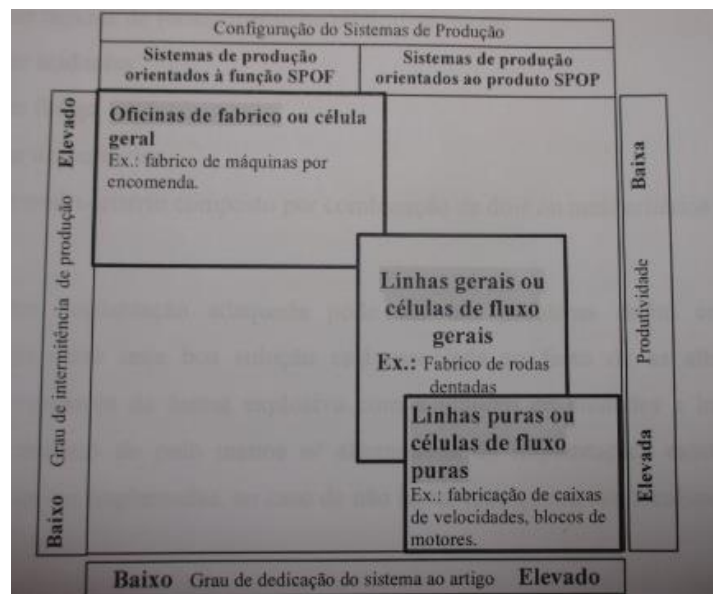 Configuração do Sistemas de Produção
Sistemas de produção
orientados à função SPOF
Sistemas de produção
orientados ao produto SPOP
Baixo Grau de intermitência de produção Elevado
Oficinas de fabrico ou célula
geral
Ex.: fabrico de máquinas por
encomenda.
Linhas gerais ou
células de fluxo
gerais
Ex.: Fabrico de rodas
dentadas
Linhas puras ou
células de fluxo
puras
Ex.: fabricação de caixas
de velocidades, blocos de
motores.
Elevada Produtividade Baixa
Baixo Grau de dedicação do sistema ao artigo Elevado